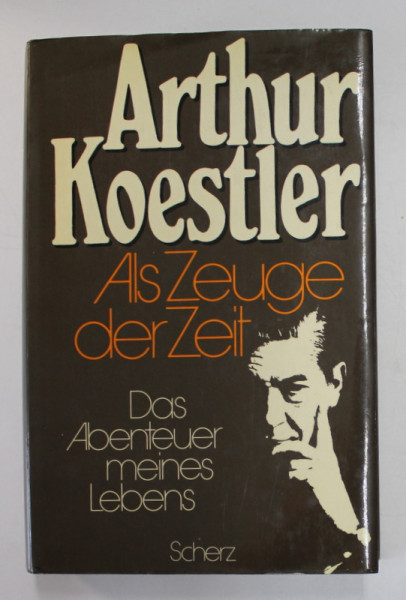 Arthur
Koestler
Als Zeuge
der Zeit
Das
Abenteuer
meines
Lebens
Scherz